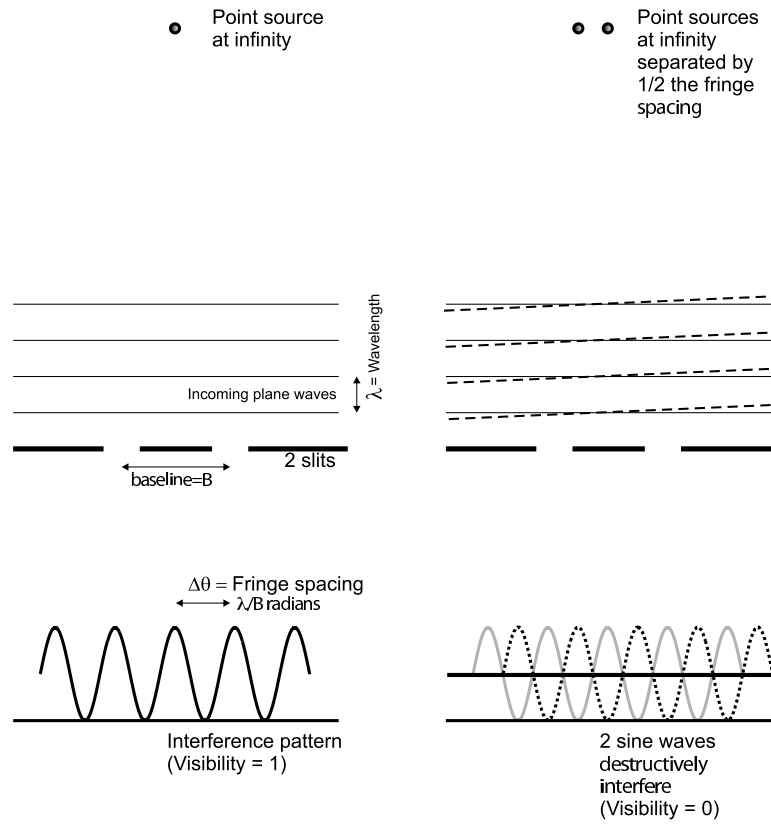 Point source
at infinity
Point sources
at infinity
separated by
1/2 the fringe
spacing
λ = Wavelength
Incoming plane waves
2 slits
baseline=B
Δθ = Fringe spacing
λ/B radians
Interference pattern
(Visibility = 1)
2 sine waves
destructively
interfere
(Visibility = 0)